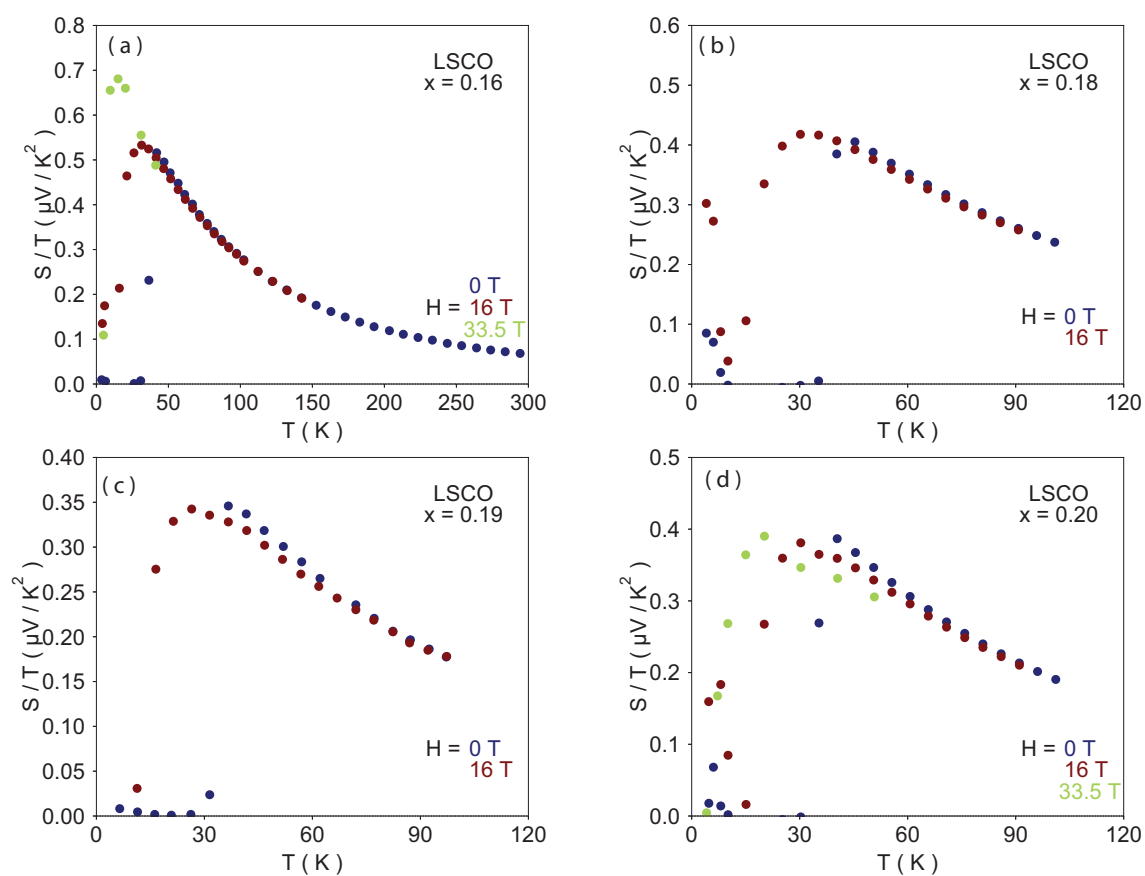 ( a )
LSCO
x = 0.16
0.8
0.7
0.6
0.5
0.4
0.3
0.2
0.1
0.0
S / T ( µV / K²)
0 T
H = 16 T
33.5 T
0 50 100 150 200 250 300
T ( K )
( b )
LSCO
x = 0.18
0.6
0.5
0.4
0.3
0.2
0.1
0.0
S / T ( µV / K²)
H = 0 T
16 T
0 30 60 90 120
T ( K )
( c )
LSCO
x = 0.19
0.40
0.35
0.30
0.25
0.20
0.15
0.10
0.05
0.00
S / T ( µV / K²)
H = 0 T
16 T
0 30 60 90 120
T ( K )
( d )
LSCO
x = 0.20
0.5
0.4
0.3
0.2
0.1
0.0
S / T ( µV / K²)
H = 0 T
16 T
33.5 T
0 30 60 90 120
T ( K )